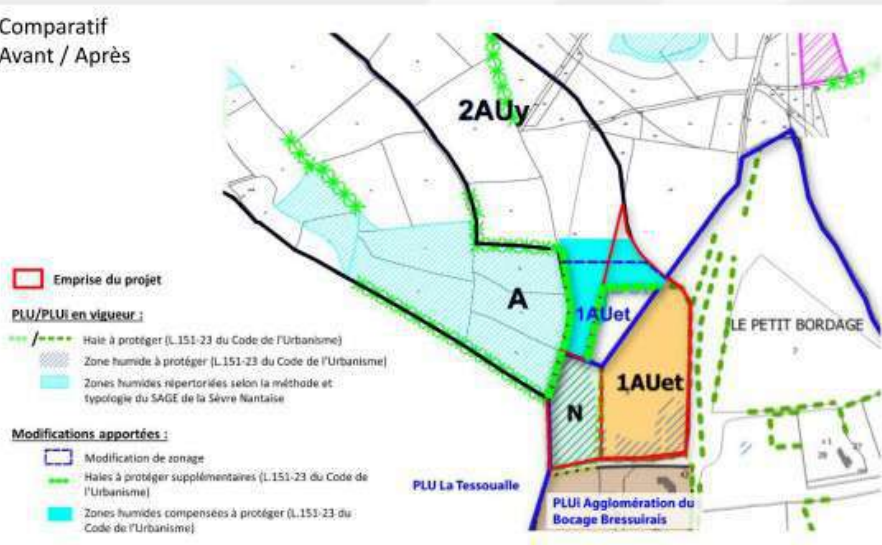 Comparatif
Avant / Après
2AUy
A
1AUet
LE PETIT BORDAGE
1AUet
N
Emprise du projet
PLU/PLUi en vigueur :
Haie à protéger (L.151-23 du Code de l'Urbanisme)
Zone humide à protéger (L.151-23 du Code de l'Urbanisme)
Zones humides répertoriées selon la méthode et
typologie du SAGE de la Sèvre Nantaise
Modifications apportées :
Modification de zonage
Haies à protéger supplémentaires (L.151-23 du Code de
l'Urbanisme)
Zones humides compensées à protéger (L.151-23 du
Code de l'Urbanisme)
PLU La Tessoualle
PLUi Agglomération du
Bocage Bressuirais